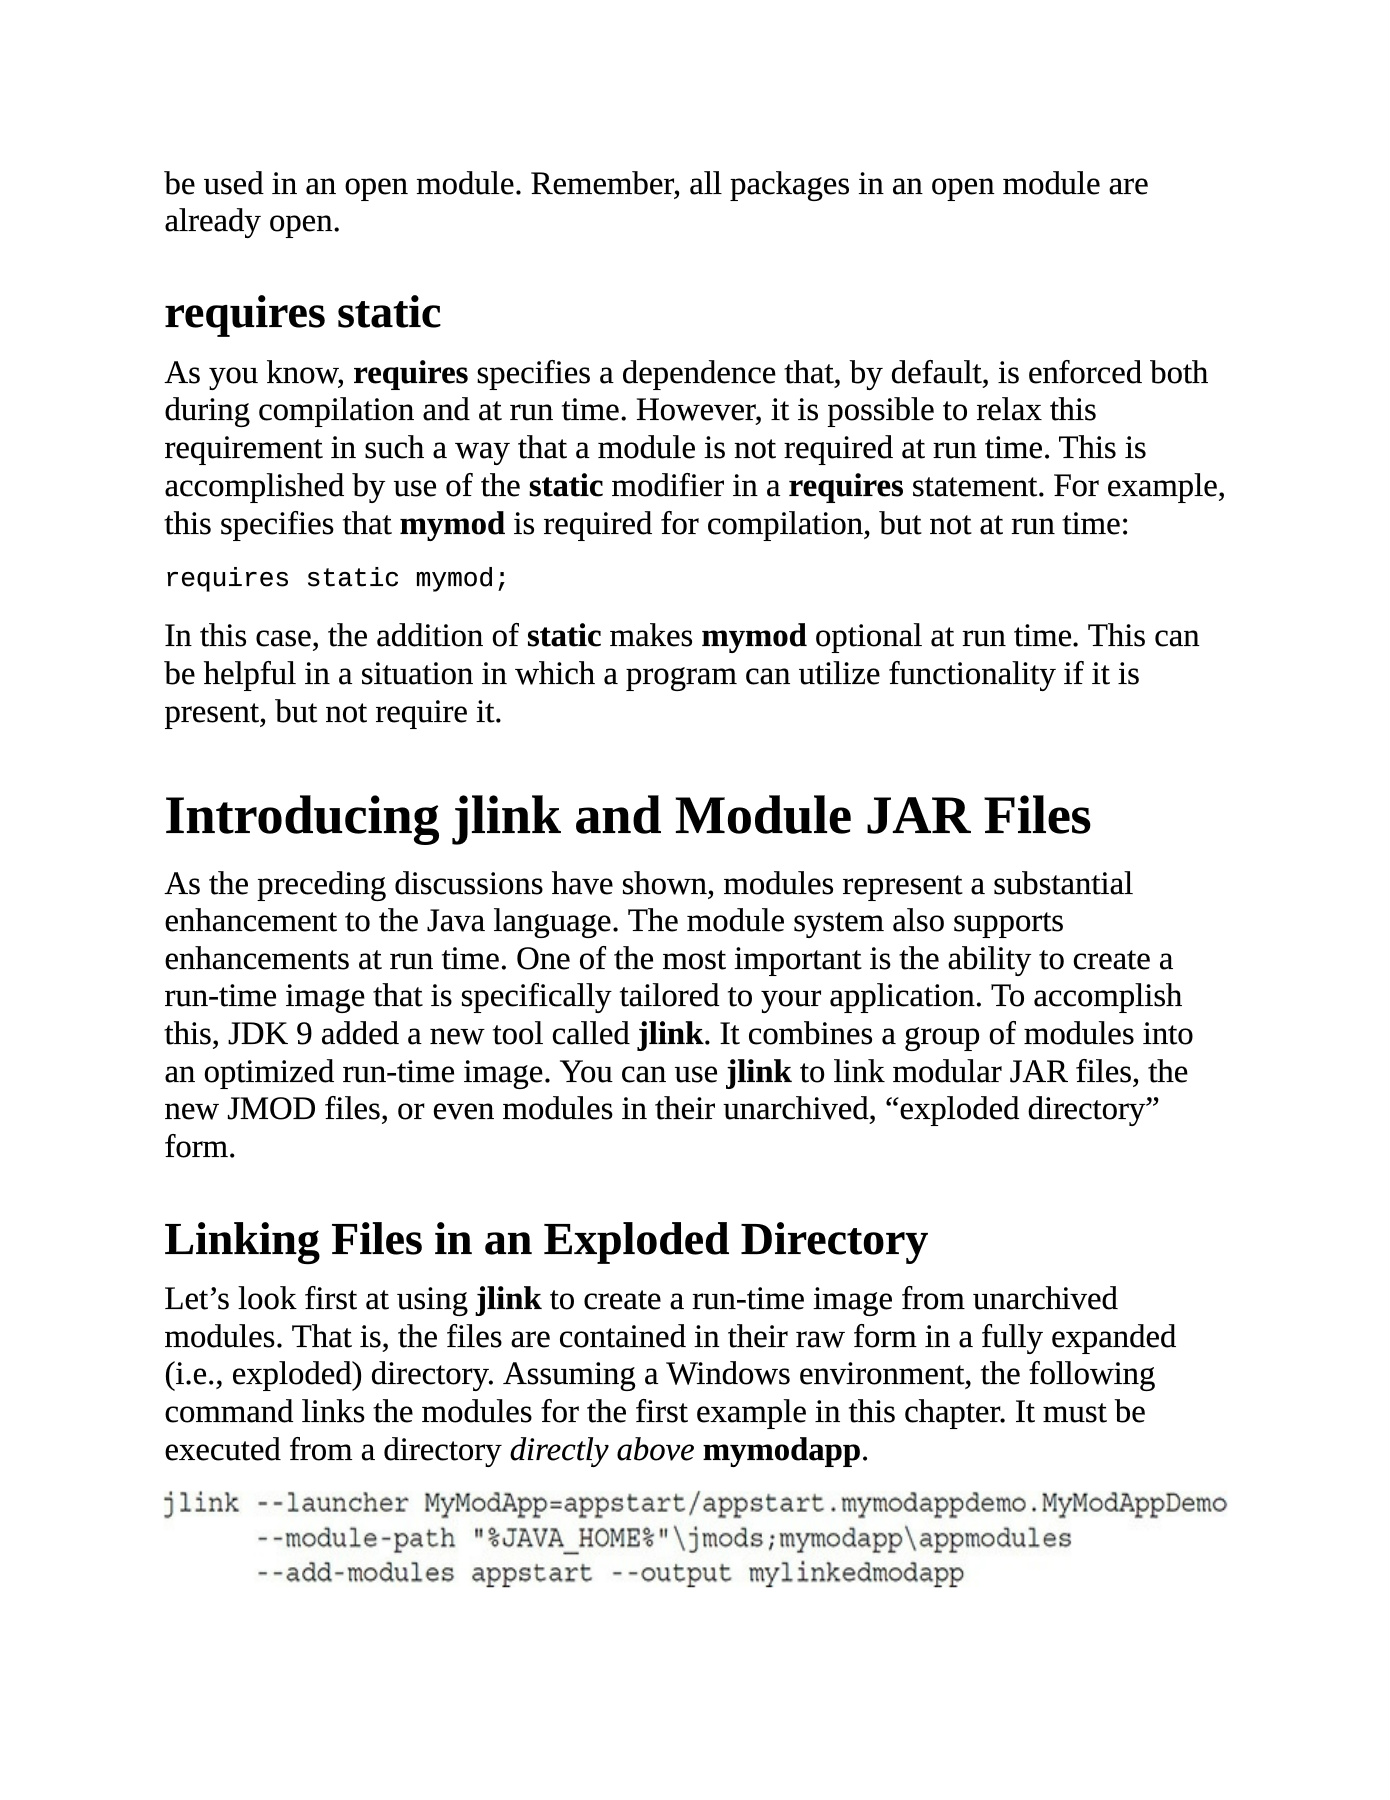 be used in an open module. Remember, all packages in an open module are
already open.
requires static
As you know, requires specifies a dependence that, by default, is enforced both
during compilation and at run time. However, it is possible to relax this
requirement in such a way that a module is not required at run time. This is
accomplished by use of the static modifier in a requires statement. For example,
this specifies that mymod is required for compilation, but not at run time:
requires static mymod;
In this case, the addition of static makes mymod optional at run time. This can
be helpful in a situation in which a program can utilize functionality if it is
present, but not require it.
Introducing jlink and Module JAR Files
As the preceding discussions have shown, modules represent a substantial
enhancement to the Java language. The module system also supports
enhancements at run time. One of the most important is the ability to create a
run-time image that is specifically tailored to your application. To accomplish
this, JDK 9 added a new tool called jlink. It combines a group of modules into
an optimized run-time image. You can use jlink to link modular JAR files, the
new JMOD files, or even modules in their unarchived, “exploded directory”
form.
Linking Files in an Exploded Directory
Let’s look first at using jlink to create a run-time image from unarchived
modules. That is, the files are contained in their raw form in a fully expanded
(i.e., exploded) directory. Assuming a Windows environment, the following
command links the modules for the first example in this chapter. It must be
executed from a directory directly above mymodapp.
jlink --launcher MyModApp=appstart/appstart.mymodappdemo.MyModAppDemo
--module-path "%JAVA_HOME%"\jmods;mymodapp\appmodules
--add-modules appstart --output mylinkedmodapp